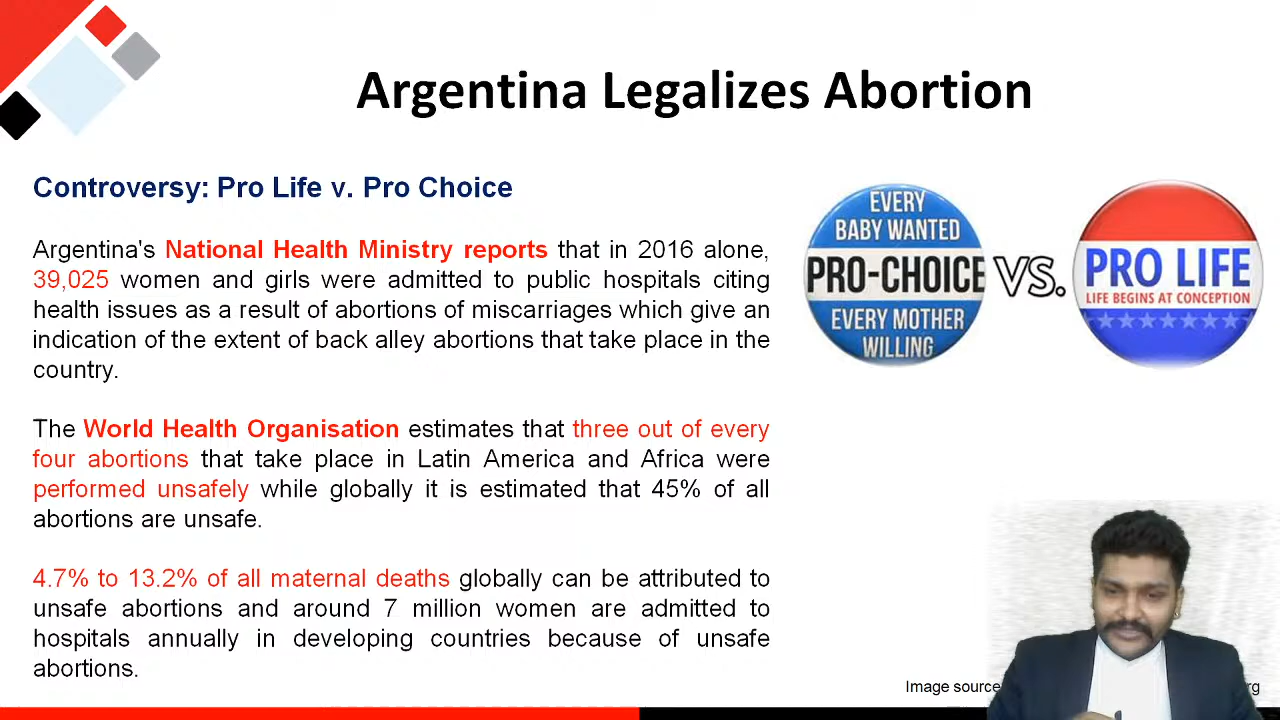 Argentina Legalizes Abortion
Controversy: Pro Life v. Pro Choice
Argentina's National Health Ministry reports that in 2016 alone,
39,025 women and girls were admitted to public hospitals citing
health issues as a result of abortions of miscarriages which give an
indication of the extent of back alley abortions that take place in the
country.
The World Health Organisation estimates that three out of every
four abortions that take place in Latin America and Africa were
performed unsafely while globally it is estimated that 45% of all
abortions are unsafe.
4.7% to 13.2% of all maternal deaths globally can be attributed to
unsafe abortions and around 7 million women are admitted to
hospitals annually in developing countries because of unsafe
abortions.
EVERY
BABY WANTED
PRO-CHOICE
EVERY MOTHER
WILLING
VS.
PRO LIFE
LIFE BEGINS AT CONCEPTION
Image source